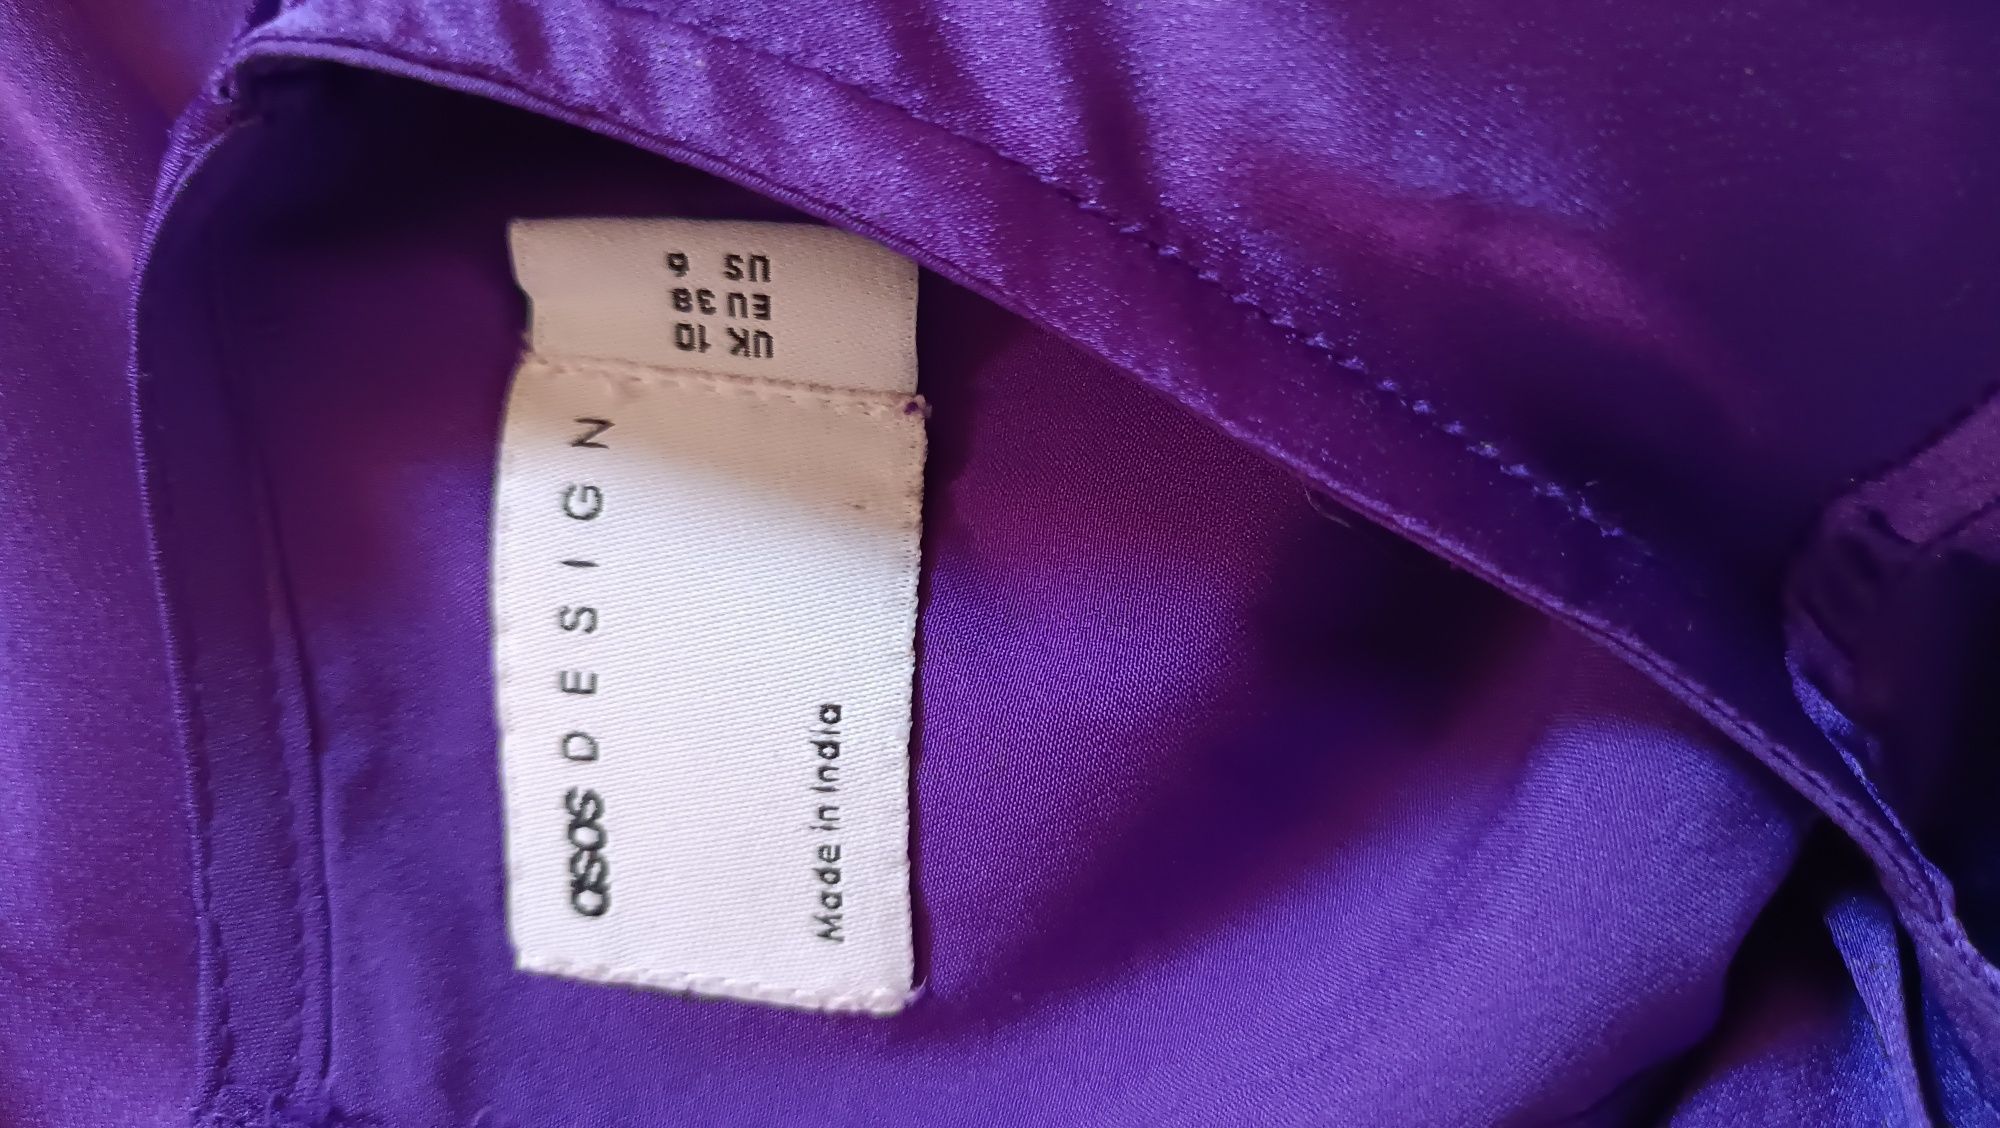 asos DESIGN
Made in India
UK 10
EU 38
US 6